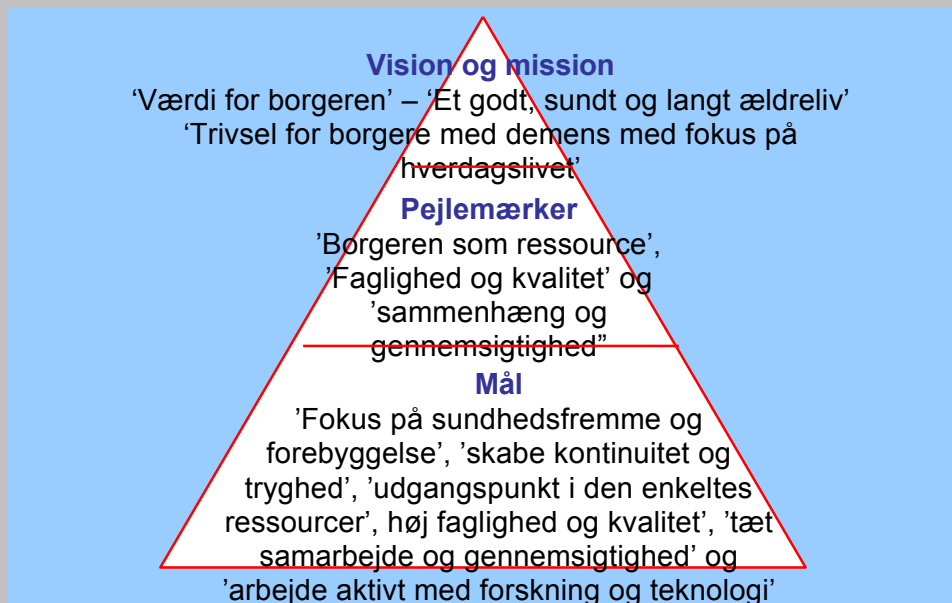 Vision og mission
‘Værdi for borgeren’ – ‘Et godt, sundt og langt ældreliv’
‘Trivsel for borgere med demens med fokus på
hverdagslivet’
Pejlemærker
’Borgeren som ressource’,
’Faglighed og kvalitet’ og
’sammenhæng og
gennemsigtighed”
Mål
’Fokus på sundhedsfremme og
forebyggelse’, ’skabe kontinuitet og
tryghed’, ’udgangspunkt i den enkeltes
ressourcer’, høj faglighed og kvalitet’, ’tæt
samarbejde og gennemsigtighed’ og
’arbejde aktivt med forskning og teknologi’